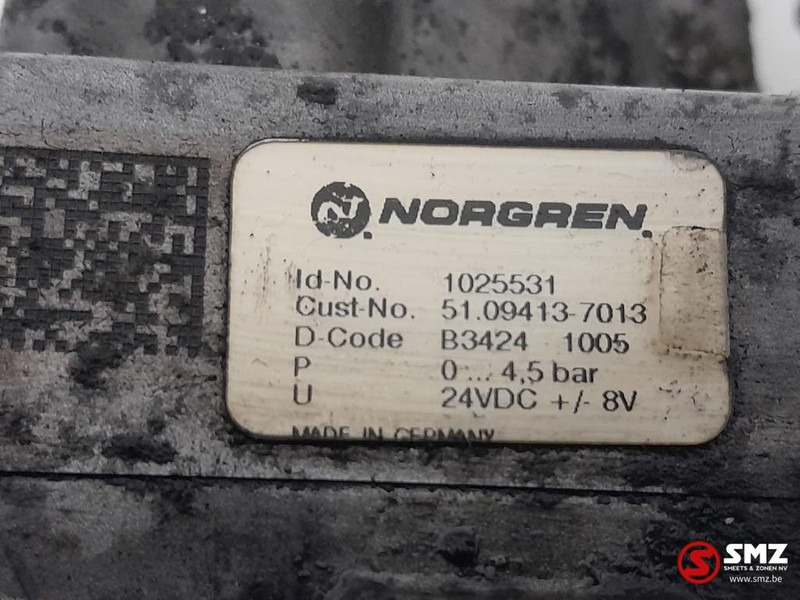 NORGREN
Id-No. 1025531
Cust-No. 51.09413-7013
D-Code B3424 1005
P 0 ... 4,5 bar
U 24VDC +/- 8V
MADE IN GERMANY
SMZ
SMEETS & ZONEN NV
www.smz.be